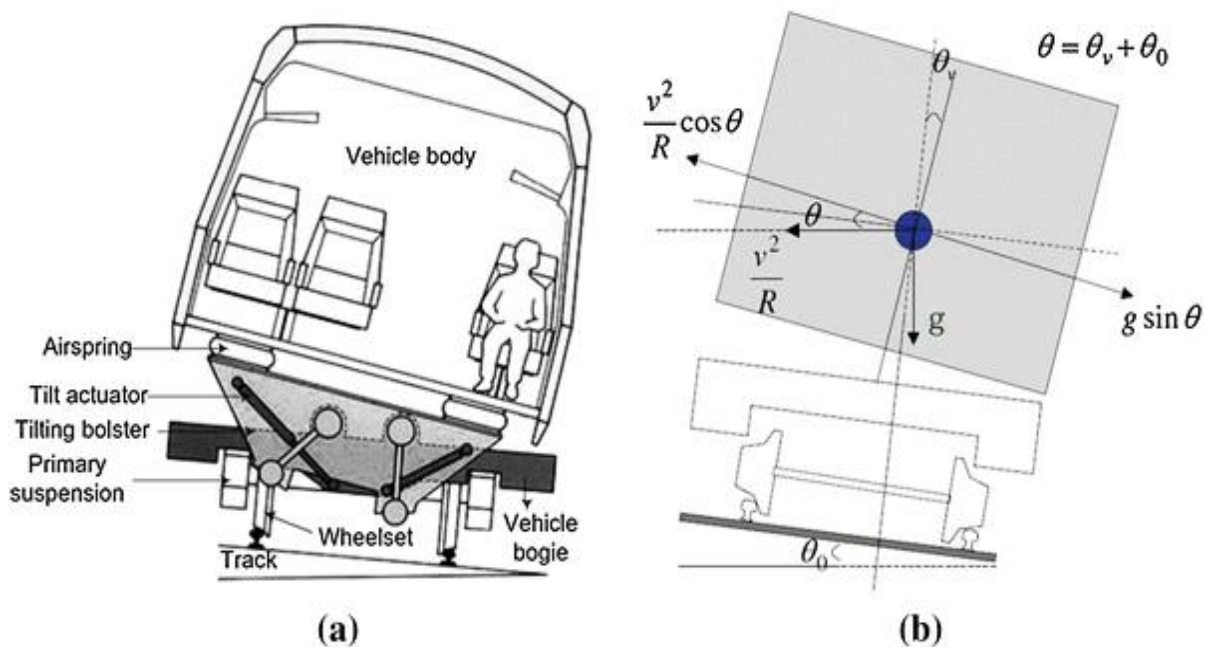 Vehicle body
Airspring
Tilt actuator
Tilting bolster
Primary
suspension
Wheelset
Track
Vehicle
bogie
(a)
θ = θᵥ + θ₀
θᵥ
v²/R cosθ
θ
v²/R
g
g sin θ
θ₀
(b)